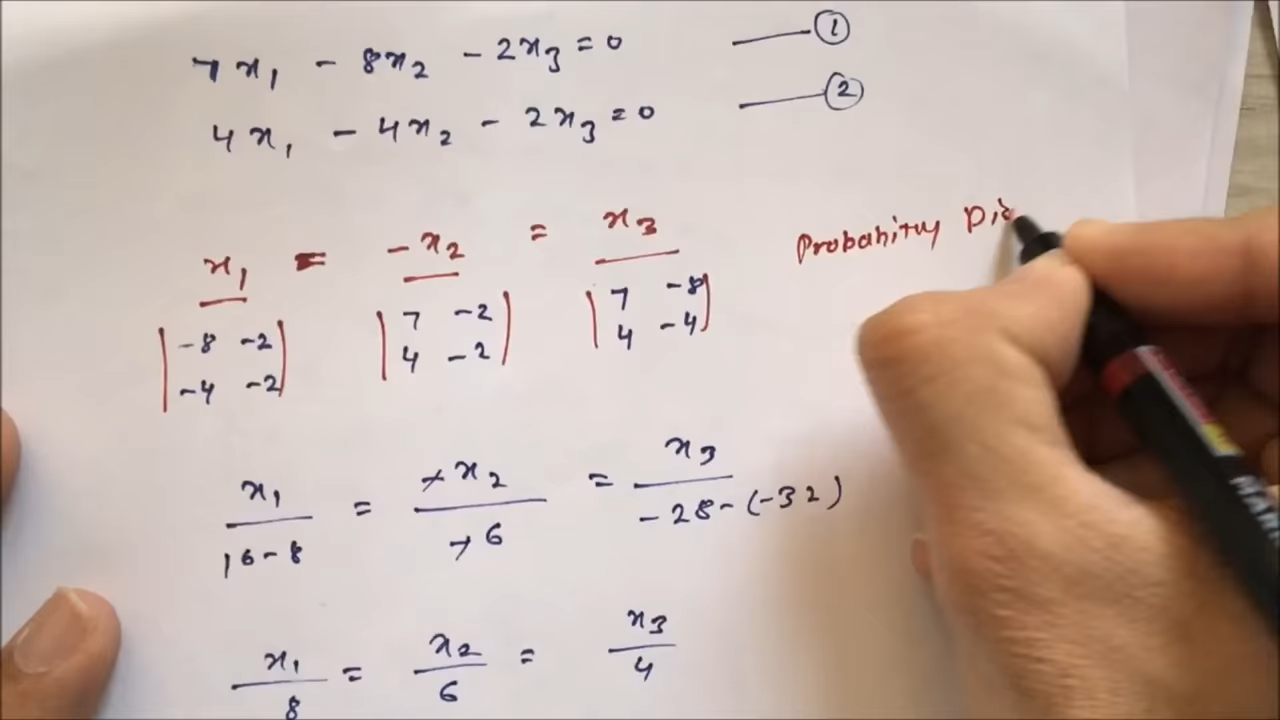 7x₁ - 8x₂ - 2x₃ = 0 ——— ①
4x₁ - 4x₂ - 2x₃ = 0 ——— ②
x₁ = -x₂ = x₃
Probability
|-8 -2| |7 -2| |7 -8|
|-4 -2| |4 -2| |4 -4|
x₁ = -x₂ = x₃
16-8 -6 -28-(-32)
x₁ = x₂ = x₃
8 6 4